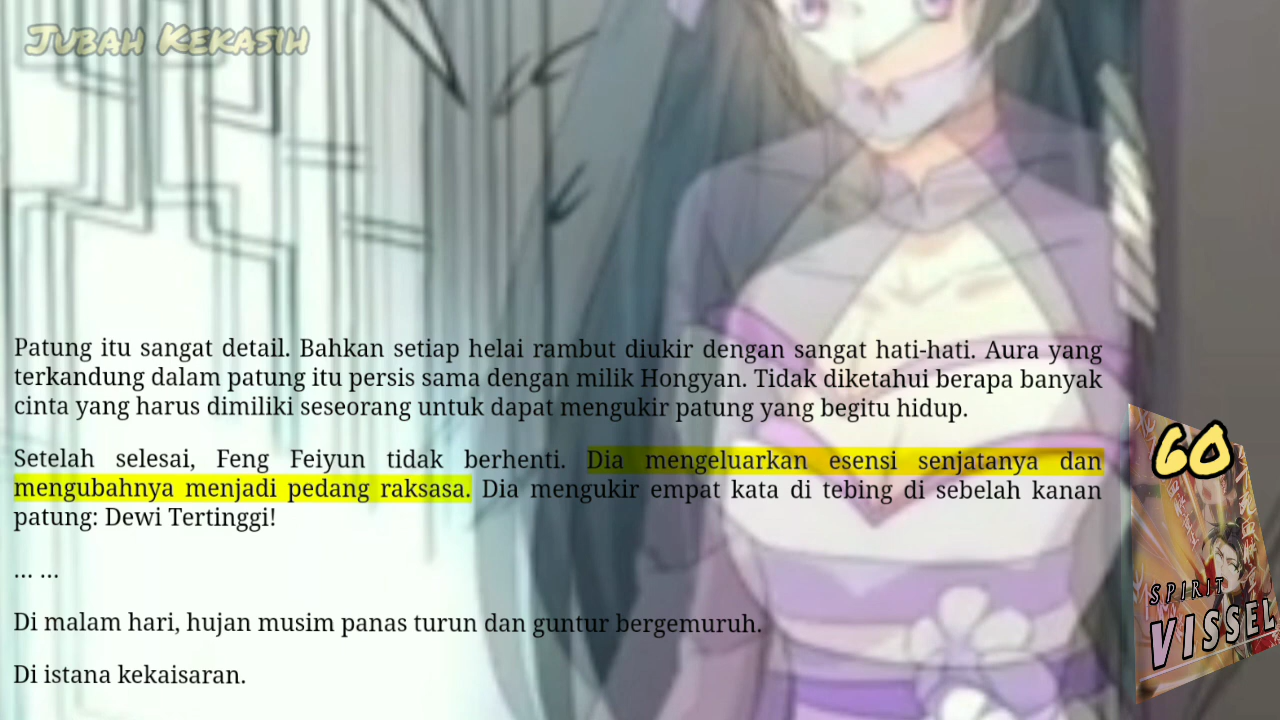 JUBAH KEKASIH
Patung itu sangat detail. Bahkan setiap helai rambut diukir dengan sangat hati-hati. Aura yang
terkandung dalam patung itu persis sama dengan milik Hongyan. Tidak diketahui berapa banyak
cinta yang harus dimiliki seseorang untuk dapat mengukir patung yang begitu hidup.
Setelah selesai, Feng Feiyun tidak berhenti. Dia mengeluarkan esensi senjatanya dan
mengubahnya menjadi pedang raksasa. Dia mengukir empat kata di tebing di sebelah kanan
patung: Dewi Tertinggi!
... ...
Di malam hari, hujan musim panas turun dan guntur bergemuruh.
Di istana kekaisaran.
60
SPIRIT
VISSEL